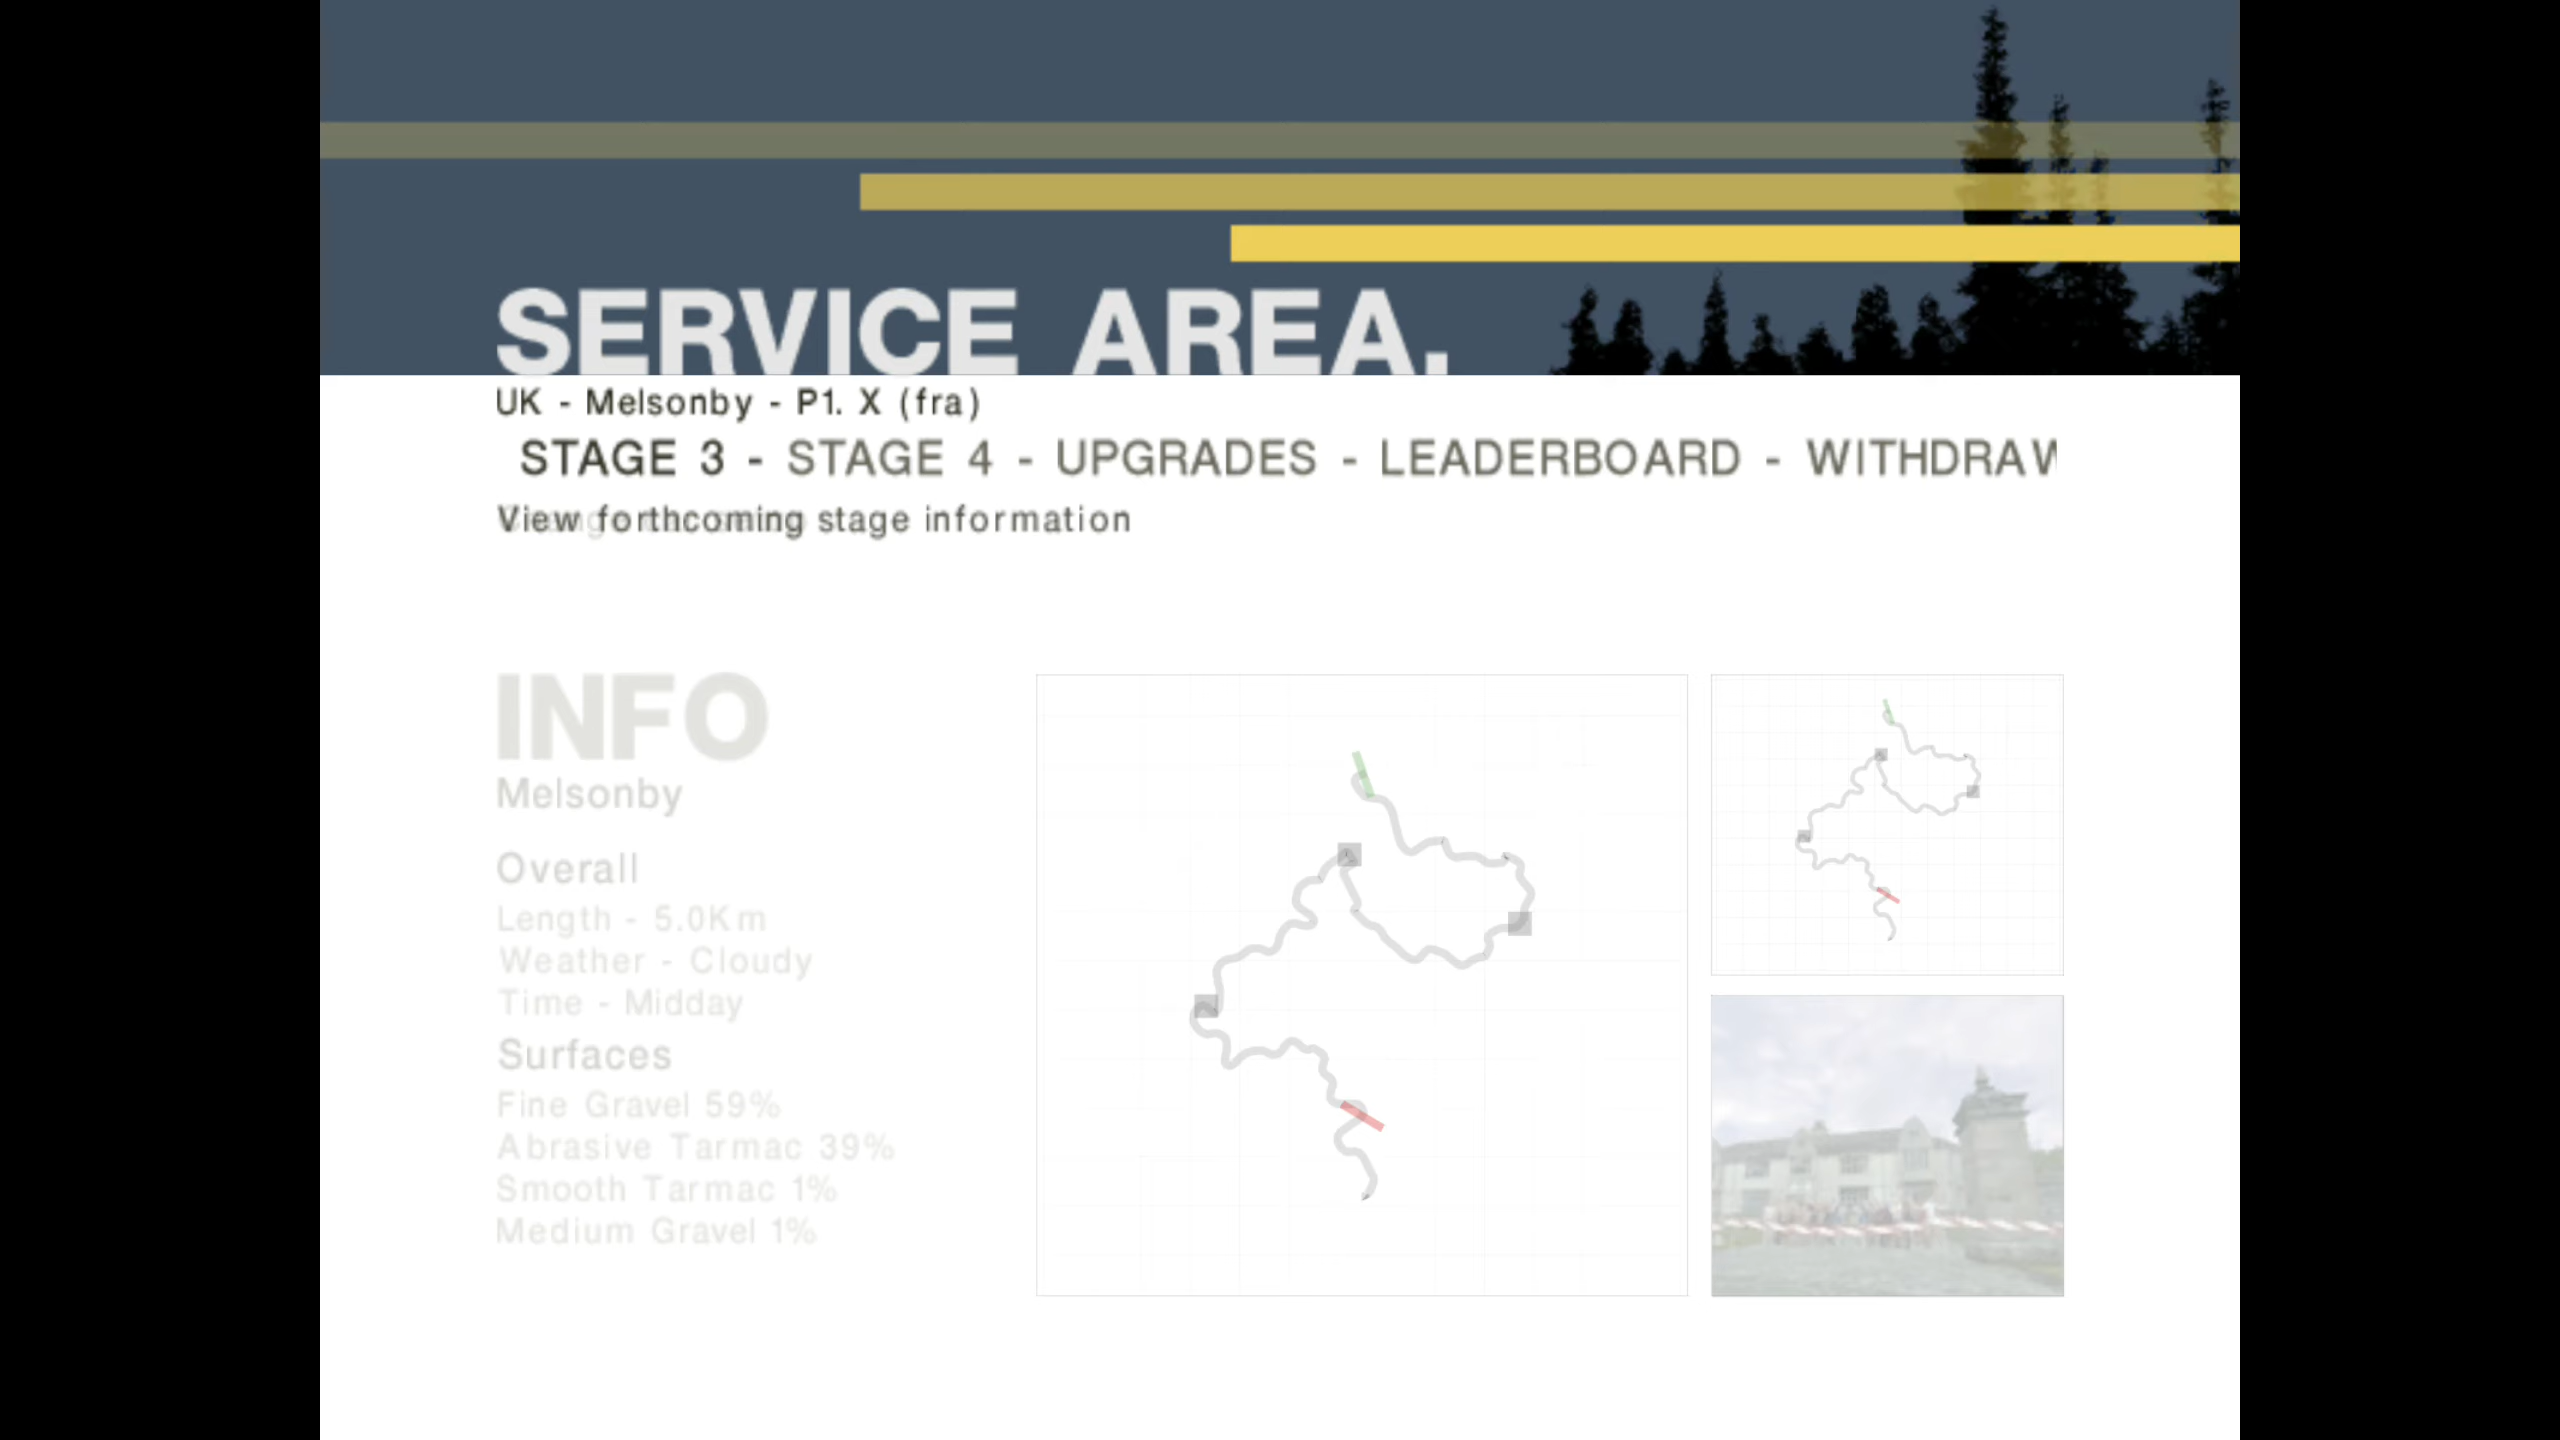 SERVICE AREA.
UK - Melsonby - P1. X (fra)
STAGE 3 - STAGE 4 - UPGRADES - LEADERBOARD - WITHDRAW
View forthcoming stage information
INFO
Melsonby
Overall
Length - 5.0Km
Weather - Cloudy
Time - Midday
Surfaces
Fine Gravel 59%
Abrasive Tarmac 39%
Smooth Tarmac 1%
Medium Gravel 1%